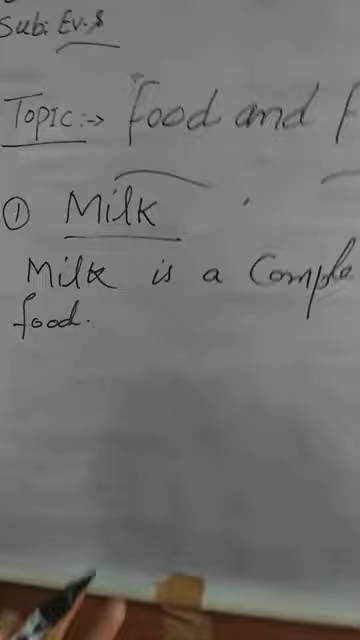 Sub: Ev.S
Topic:→ Food and F
① Milk
Milk is a Comple
food.